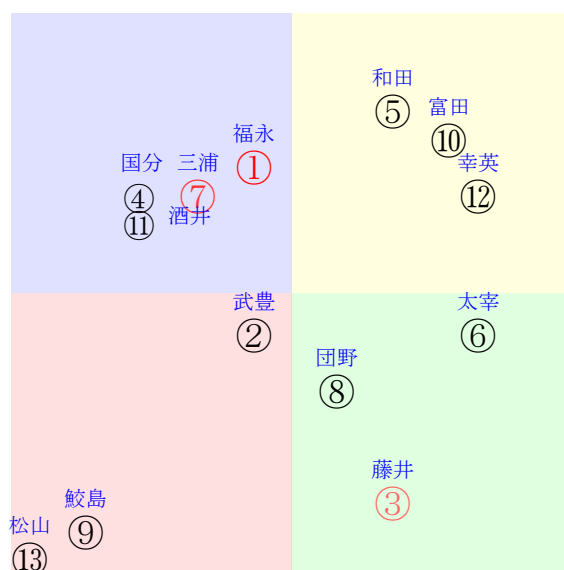 和田
⑤
富田
⑩
福永
①
国分
④
三浦
⑦
幸英
⑫
酒井
⑪
武豊
②
太宰
⑥
団野
⑧
藤井
③
鮫島
⑨
松山
⑬